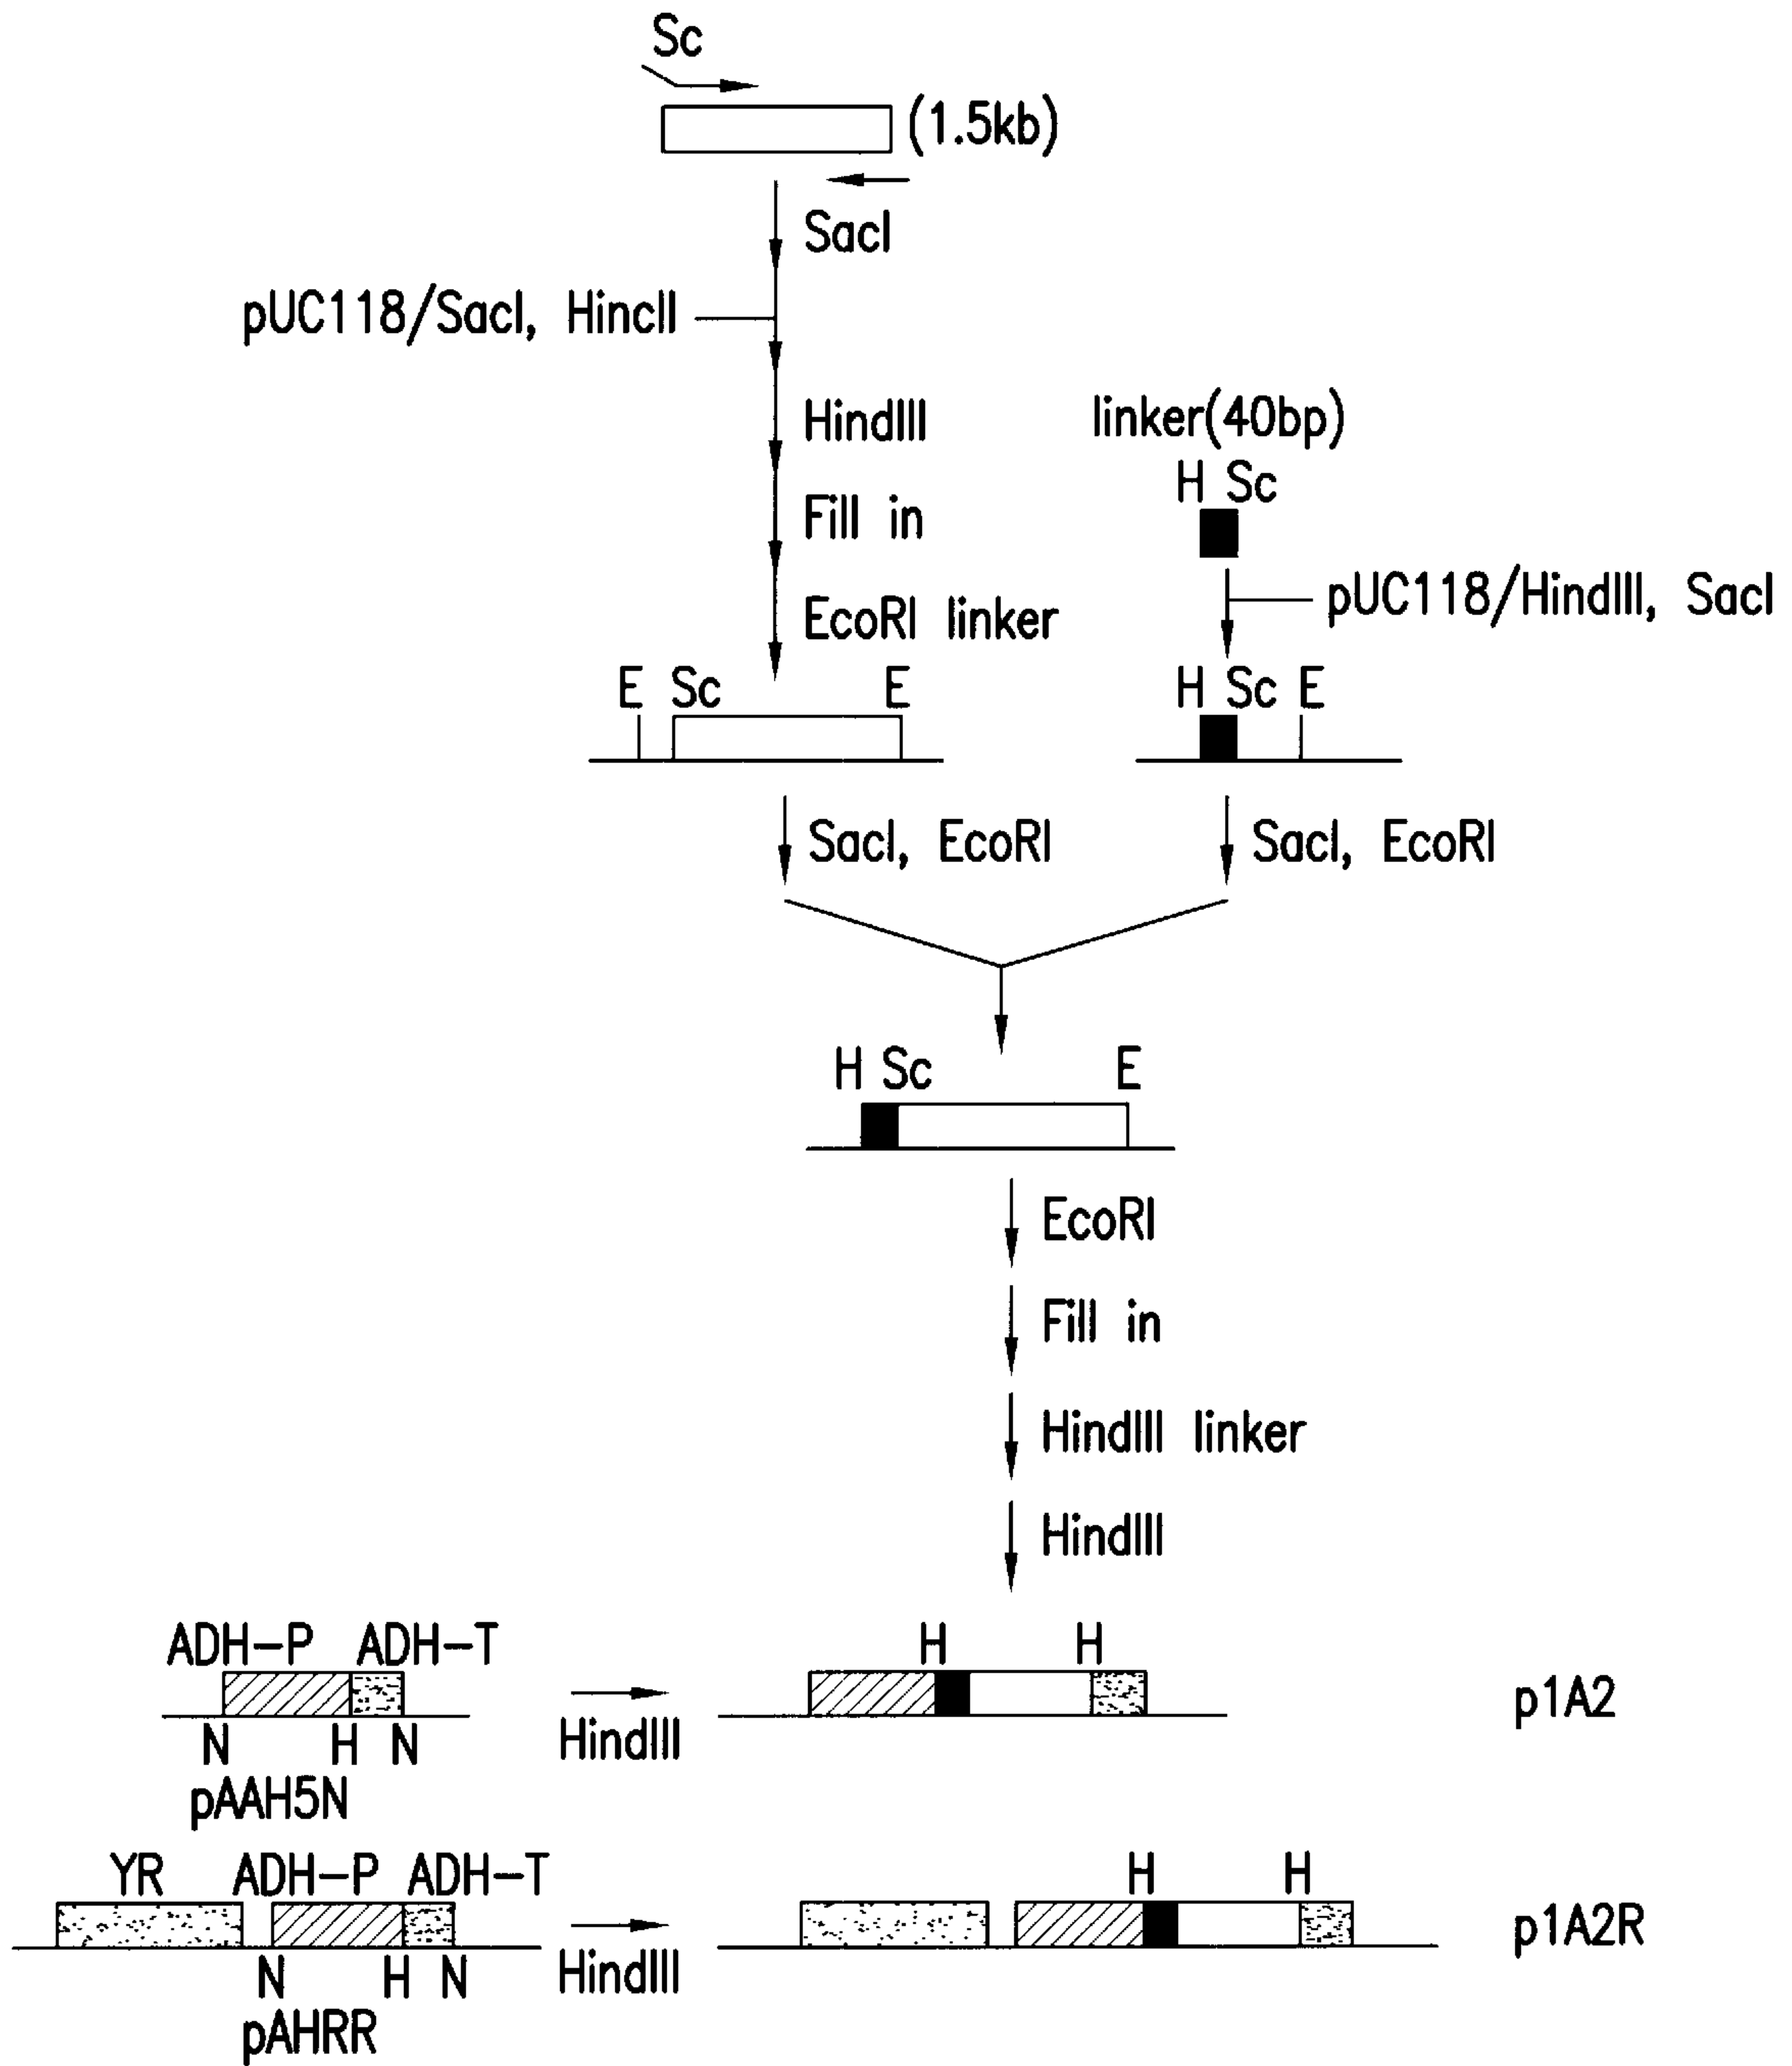 Sc
(1.5kb)
SacI
pUC118/SacI, HincII
HindIII
linker(40bp)
H Sc
Fill in
pUC118/HindIII, SacI
EcoRI linker
E Sc E
H Sc E
SacI, EcoRI
SacI, EcoRI
H Sc E
EcoRI
Fill in
HindIII linker
HindIII
ADH-P ADH-T
H H
p1A2
HindIII
N H N
pAAH5N
YR ADH-P ADH-T
H H
p1A2R
HindIII
N H N
pAHRR